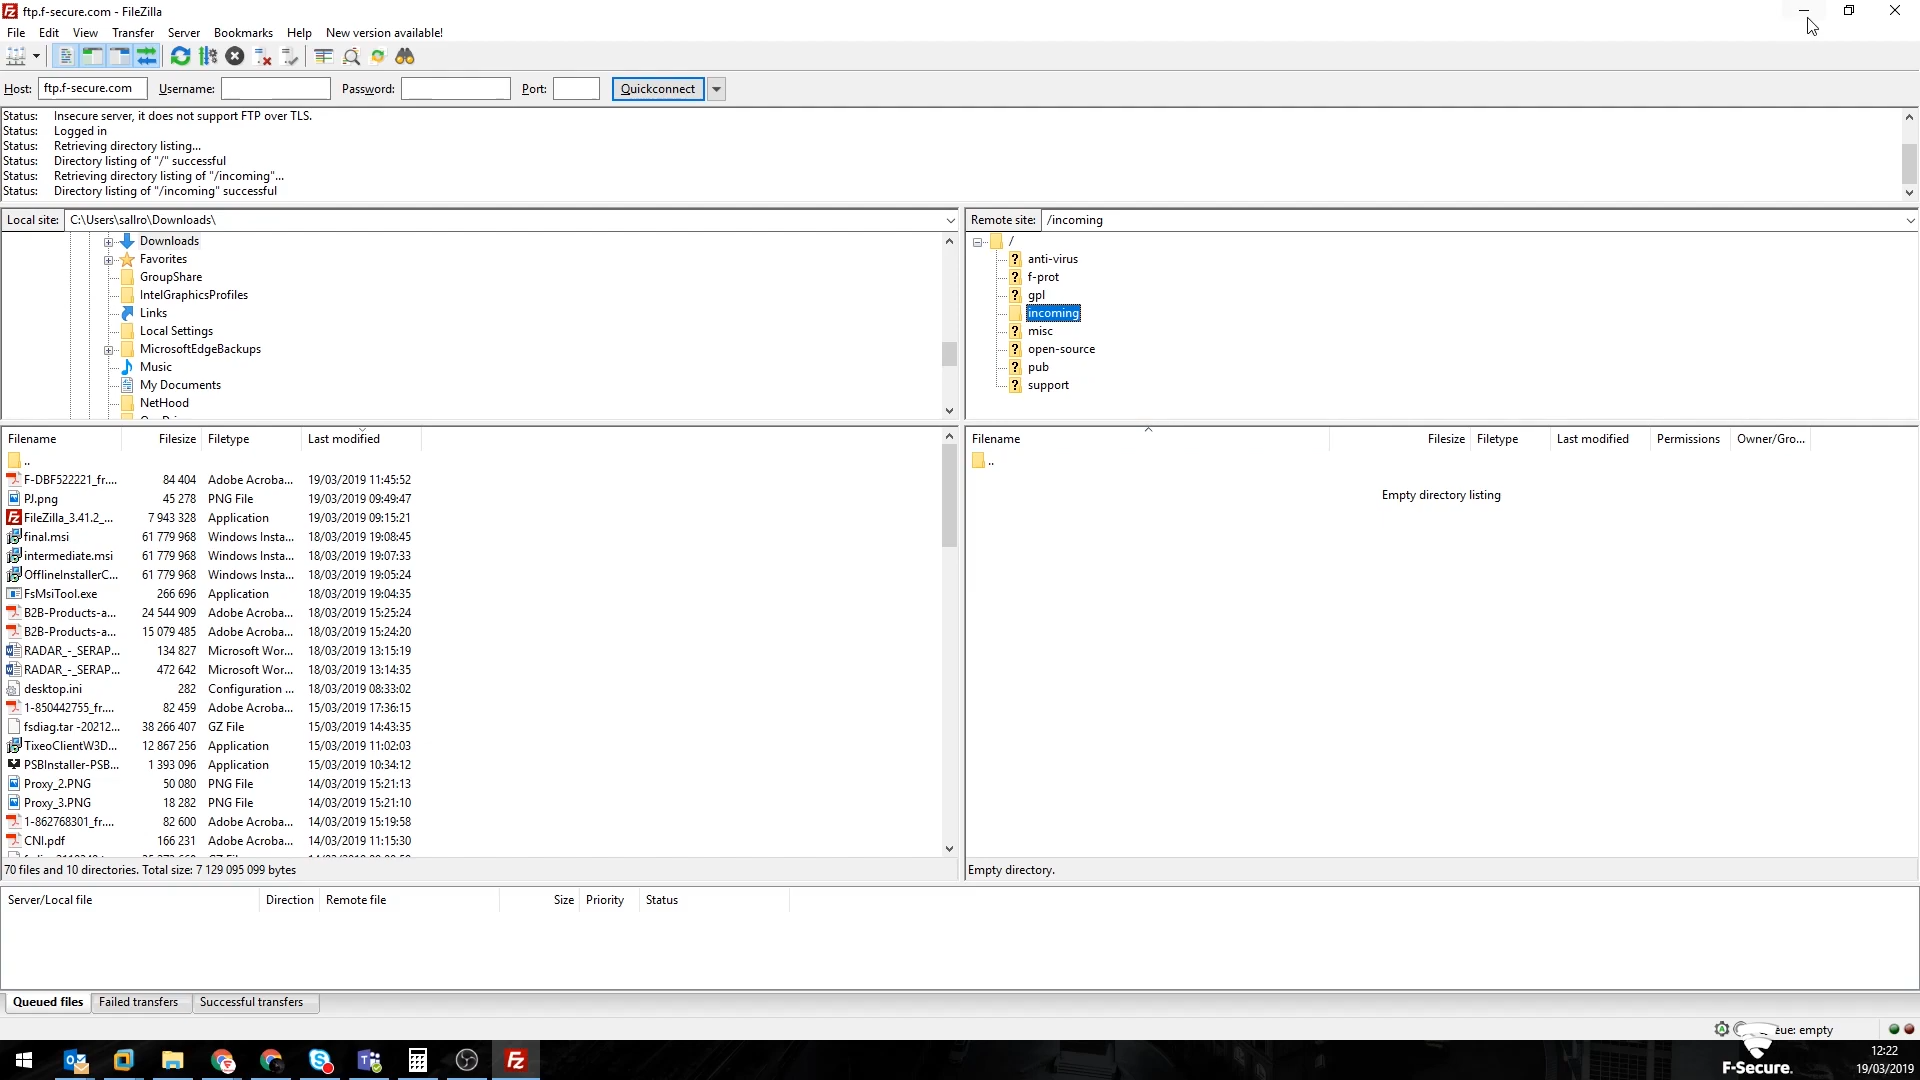 ftp.f-secure.com - FileZilla
File Edit View Transfer Server Bookmarks Help New version available!
Host: ftp.f-secure.com Username: Password: Port: Quickconnect
Status: Insecure server, it does not support FTP over TLS.
Status: Logged in
Status: Retrieving directory listing...
Status: Directory listing of "/" successful
Status: Retrieving directory listing of "/incoming"...
Status: Directory listing of "/incoming" successful
Local site: C:\Users\sallro\Downloads\
Downloads
Favorites
GroupShare
IntelGraphicsProfiles
Links
Local Settings
MicrosoftEdgeBackups
Music
My Documents
NetHood
Remote site: /incoming
/
anti-virus
f-prot
gpl
incoming
misc
open-source
pub
support
Filename Filesize Filetype Last modified
..
F-DBF522221_fr.... 84 404 Adobe Acroba... 19/03/2019 11:45:52
PJ.png 45 278 PNG File 19/03/2019 09:49:47
FileZilla_3.41.2_... 7 943 328 Application 19/03/2019 09:15:21
final.msi 61 779 968 Windows Insta... 18/03/2019 19:08:45
intermediate.msi 61 779 968 Windows Insta... 18/03/2019 19:07:33
OfflineInstallerC... 61 779 968 Windows Insta... 18/03/2019 19:05:24
FsMsiTool.exe 266 696 Application 18/03/2019 19:04:35
B2B-Products-a... 24 544 909 Adobe Acroba... 18/03/2019 15:25:24
B2B-Products-a... 15 079 485 Adobe Acroba... 18/03/2019 15:24:20
RADAR_-_SERAP... 134 827 Microsoft Wor... 18/03/2019 13:15:19
RADAR_-_SERAP... 472 642 Microsoft Wor... 18/03/2019 13:14:35
desktop.ini 282 Configuration ... 18/03/2019 08:33:02
1-850442755_fr.... 82 459 Adobe Acroba... 15/03/2019 17:36:15
fsdiag.tar -20212... 38 266 407 GZ File 15/03/2019 14:43:35
TixeoClientW3D... 12 867 256 Application 15/03/2019 11:02:03
PSBInstaller-PSB... 1 393 096 Application 15/03/2019 10:34:12
Proxy_2.PNG 50 080 PNG File 14/03/2019 15:21:13
Proxy_3.PNG 18 282 PNG File 14/03/2019 15:21:10
1-862768301_fr.... 82 600 Adobe Acroba... 14/03/2019 15:19:58
CNI.pdf 166 231 Adobe Acroba... 14/03/2019 11:15:30
70 files and 10 directories. Total size: 7 129 095 099 bytes
Filename Filesize Filetype Last modified Permissions Owner/Gro...
..
Empty directory listing
Empty directory.
Server/Local file Direction Remote file Size Priority Status
Queued files Failed transfers Successful transfers
empty
12:22
19/03/2019
F-Secure.